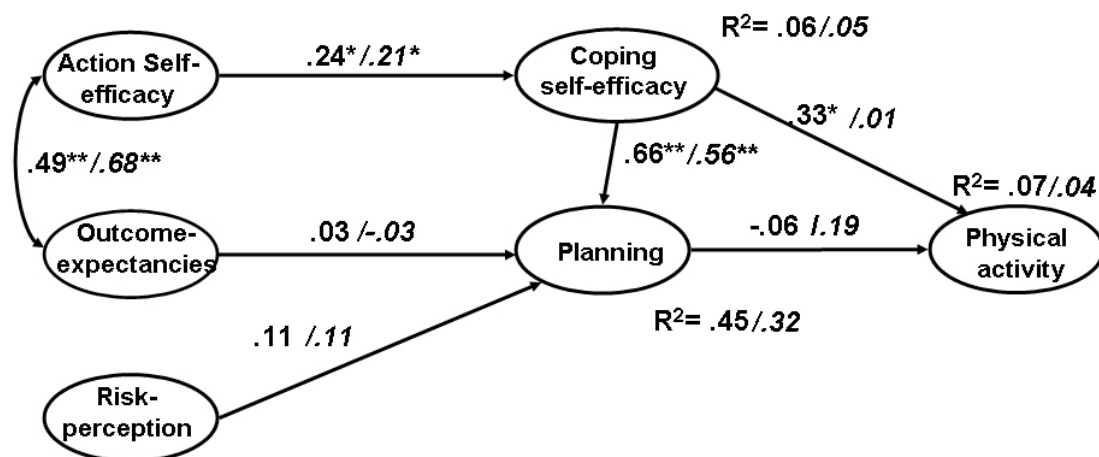 R²= .06/.05
Action Self-
efficacy
.24*/.21*
Coping
self-efficacy
.33* /.01
.49**/.68**
.66**/.56**
R²= .07/.04
Outcome-
expectancies
.03 /-.03
Planning
-.06 /.19
Physical
activity
R²= .45/.32
.11 /.11
Risk-
perception